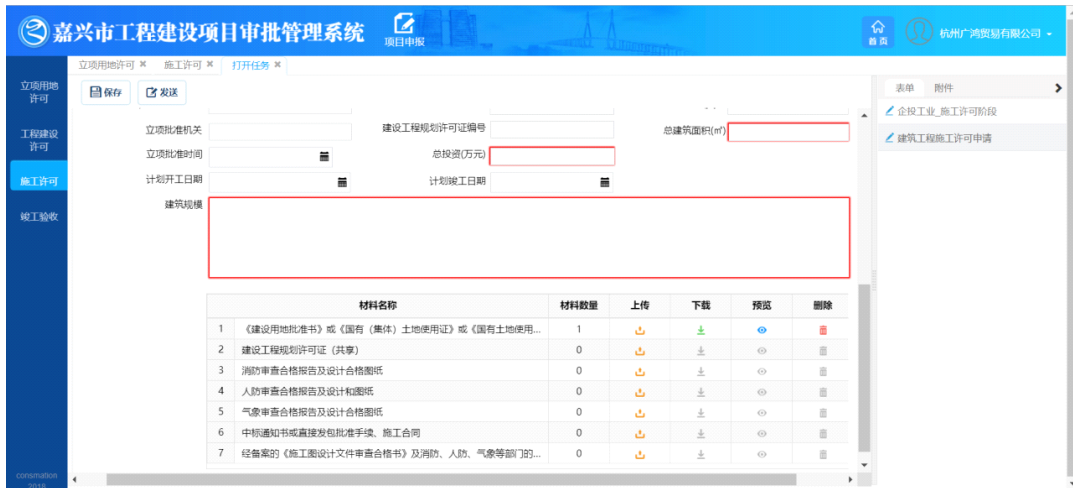 嘉兴市工程建设项目审批管理系统
项目申报
首页
杭州广鸿贸易有限公司
立项用地许可 × 施工许可 × 打开任务 ×
立项用地
许可
工程建设
许可
施工许可
竣工验收
consmation
2019
保存 发送
立项批准机关 建设工程规划许可证编号 总建筑面积(㎡)
立项批准时间 总投资(万元)
计划开工日期 计划竣工日期
建筑规模
材料名称 材料数量 上传 下载 预览 删除
1 《建设用地批准书》或《国有（集体）土地使用证》或《国有土地使用... 1
2 建设工程规划许可证（共享） 0
3 消防审查合格报告及设计合格图纸 0
4 人防审查合格报告及设计和图纸 0
5 气象审查合格报告及设计合格图纸 0
6 中标通知书或直接发包批准手续、施工合同 0
7 经备案的《施工图设计文件审查合格书》及消防、人防、气象等部门的... 0
表单 附件
企投工业_施工许可阶段
建筑工程施工许可申请